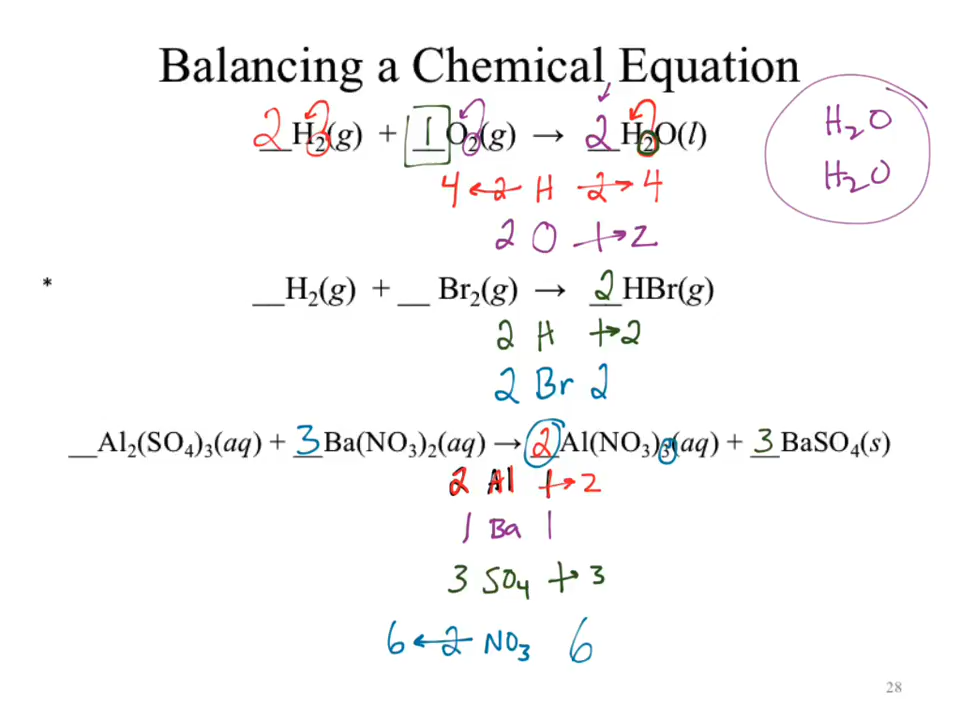 Balancing a Chemical Equation
2 H₂(g) + 1 O₂(g) → 2 H₂O(l)
H₂O
H₂O
4 ← 2 H 2 → 4
2 O 1 → 2
* __H₂(g) + __ Br₂(g) → 2 HBr(g)
2 H 1 → 2
2 Br 2
__Al₂(SO₄)₃(aq) + 3 Ba(NO₃)₂(aq) → 2 Al(NO₃)₃(aq) + 3 BaSO₄(s)
2 Al 1 → 2
1 Ba 1
3 SO₄ 1 → 3
6 ← 2 NO₃ 6
28